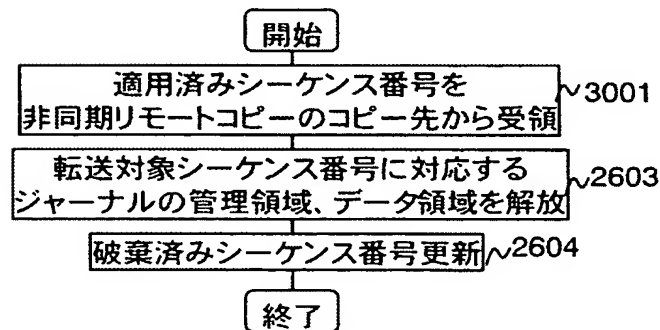 開始
適用済みシーケンス番号を
非同期リモートコピーのコピー先から受領
3001
転送対象シーケンス番号に対応する
ジャーナルの管理領域、データ領域を解放
2603
破棄済みシーケンス番号更新
2604
終了